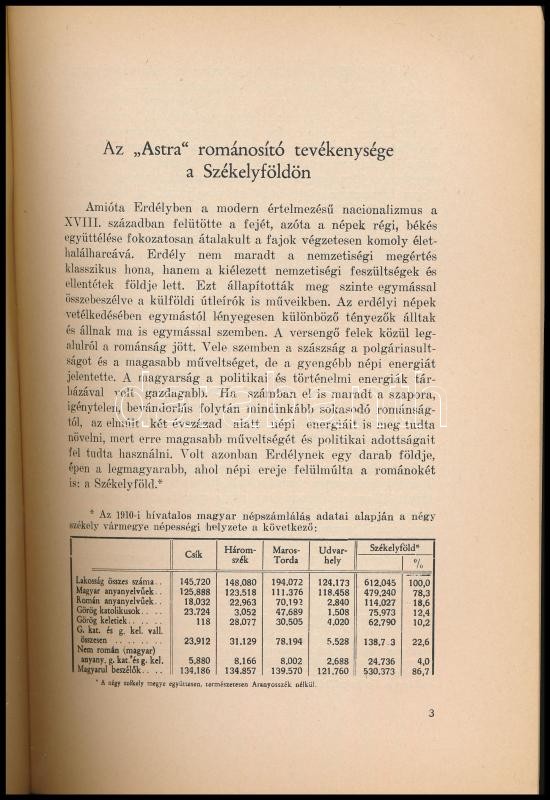 Az „Astra“ románosító tevékenysége
a Székelyföldön
Amióta Erdélyben a modern értelmezésű nacionalizmus a
XVIII. században felütötte a fejét, azóta a népek régi, békés
együttélése fokozatosan átalakult a fajok végzetesen komoly élet-
halálharcává. Erdély nem maradt a nemzetiségi megértés
klasszikus hona, hanem a kiélezett nemzetiségi feszültségek és
ellentétek földje lett. Ezt állapították meg szinte egymással
összebeszélve a külföldi útleírók is műveikben. Az erdélyi népek
vetélkedésében egymástól lényegesen különböző tényezők álltak
és állnak ma is egymással szemben. A versengő felek közül leg-
alulról a románság jött. Vele szemben a szászság a polgáriasult-
ságot és a magasabb műveltséget, de a gyengébb népi energiát
jelentette. A magyarság a politikai és történelmi energiák tár-
házával volt gazdagabb. Ha számban el is maradt a szapora,
igénytelen, bevándorlás folytán mindinkább sokasodó románság-
tól, az elmúlt két évszázad alatt népi energiáit is meg tudta
növelni, mert erre magasabb műveltségét és politikai adottságait
fel tudta használni. Volt azonban Erdélynek egy darab földje,
épen a legmagyarabb, ahol népi ereje felülmúlta a románokét
is: a Székelyföld.*
* Az 1910-i hivatalos magyar népszámlálás adatai alapján a négy
székely vármegye népességi helyzete a következő:
Csík Három-szék Maros-Torda Udvar-hely Székelyföld*
%
Lakosság összes száma .. 145,720 148,080 194,072 124,173 612,045 100,0
Magyar anyanyelvűek .. 125,888 123.518 111.376 118.458 479,240 78,3
Román anyanyelvűek .. 18,032 22,963 70,192 2,840 114,027 18,6
Görög katolikusok .... 23.724 3,052 47,689 1,508 75,973 12,4
Görög keletiek ..... 118 28,077 30,505 4,020 62,790 10,2
G. kat. és g. kel. vall.
összesen ........ 23,912 31,129 78.194 5.528 22,6
Nem román (magyar)
anyany. g. kat. és g. kel. 5,880 8,166 8,002 2,688 24,736 4,0
Magyarul beszélők .... 134,186 134,857 139.570 121,760 530,373 86,7
* A négy székely megye együttesen, természetesen Aranyosszék nélkül.
3